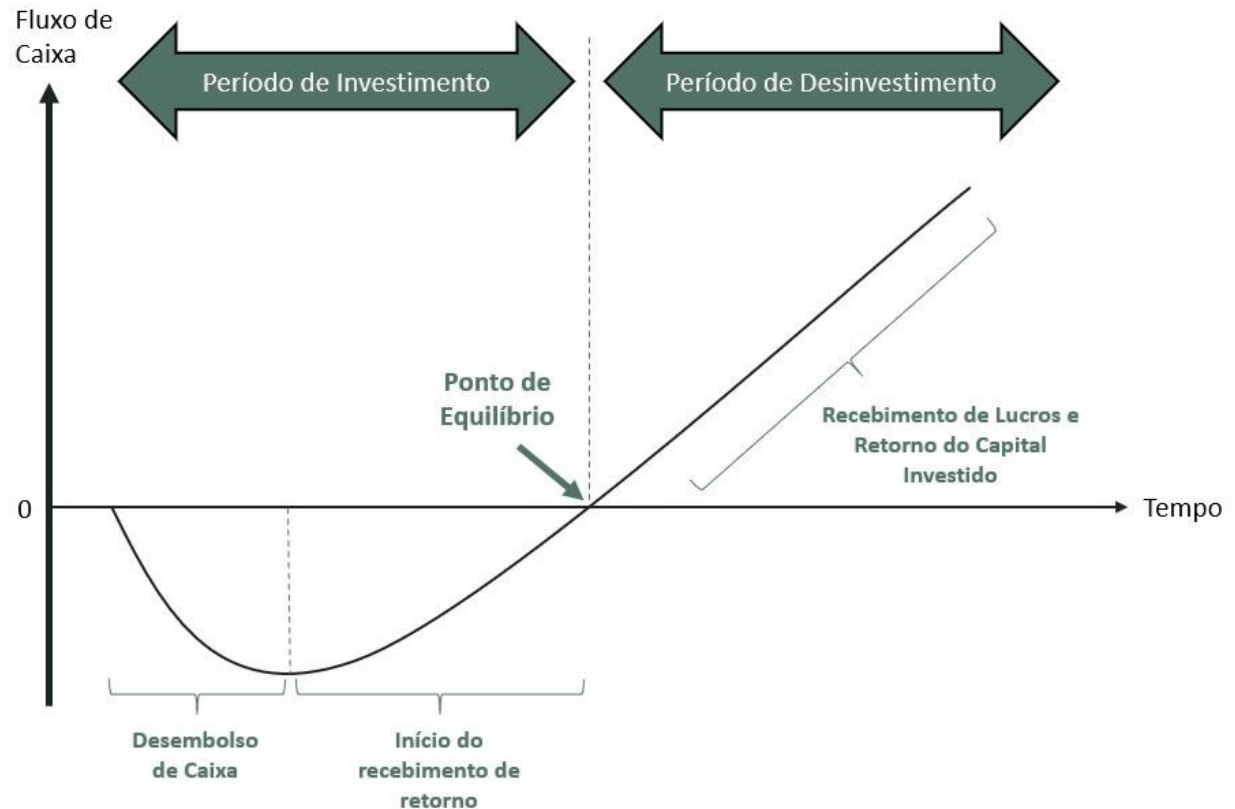 Fluxo de
Caixa
Período de Investimento
Período de Desinvestimento
Ponto de
Equilíbrio
Recebimento de Lucros e
Retorno do Capital
Investido
0
Tempo
Desembolso
de Caixa
Início do
recebimento de
retorno